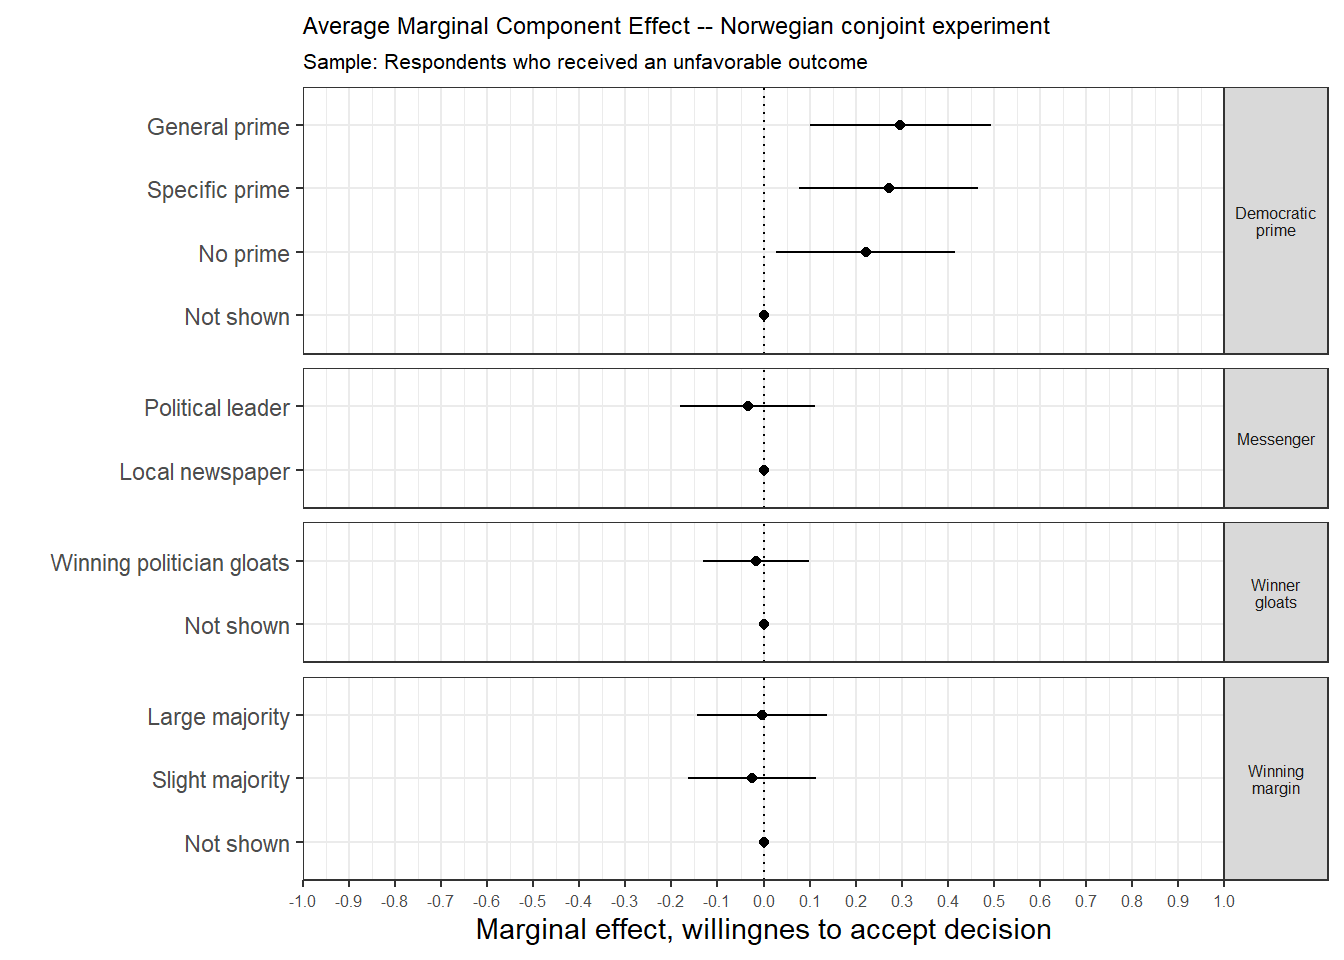 Average Marginal Component Effect -- Norwegian conjoint experiment
Sample: Respondents who received an unfavorable outcome
General prime
Specific prime
No prime
Not shown
Democratic
prime
Political leader
Local newspaper
Messenger
Winning politician gloats
Not shown
Winner
gloats
Large majority
Slight majority
Not shown
Winning
margin
-1.0 -0.9 -0.8 -0.7 -0.6 -0.5 -0.4 -0.3 -0.2 -0.1 0.0 0.1 0.2 0.3 0.4 0.5 0.6 0.7 0.8 0.9 1.0
Marginal effect, willingnes to accept decision